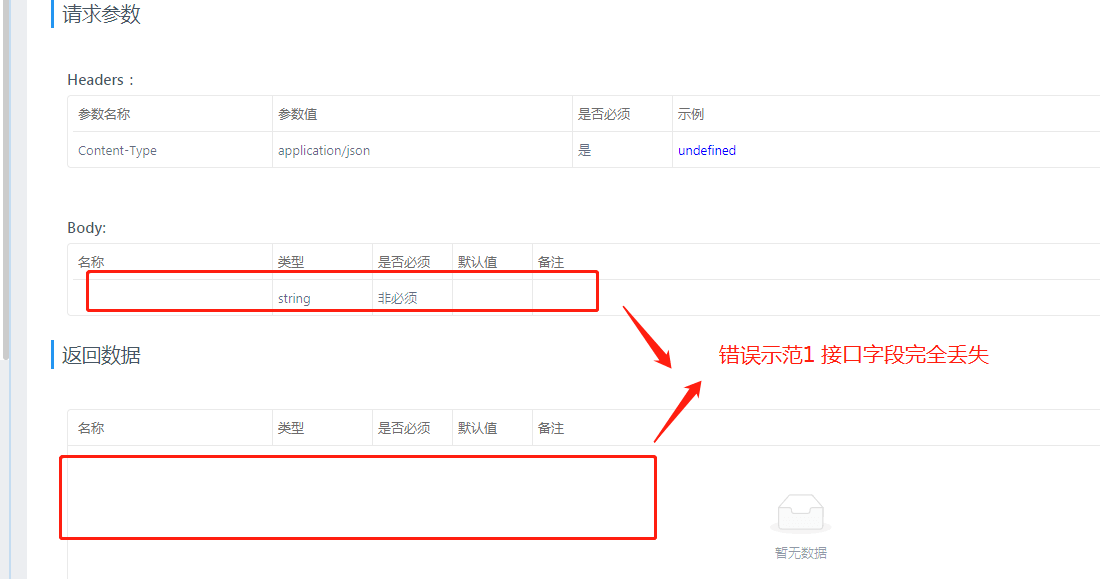 请求参数
Headers：
参数名称 参数值 是否必须 示例
Content-Type application/json 是 undefined
Body:
名称 类型 是否必须 默认值 备注
string 非必须
返回数据
错误示范1 接口字段完全丢失
名称 类型 是否必须 默认值 备注
暂无数据